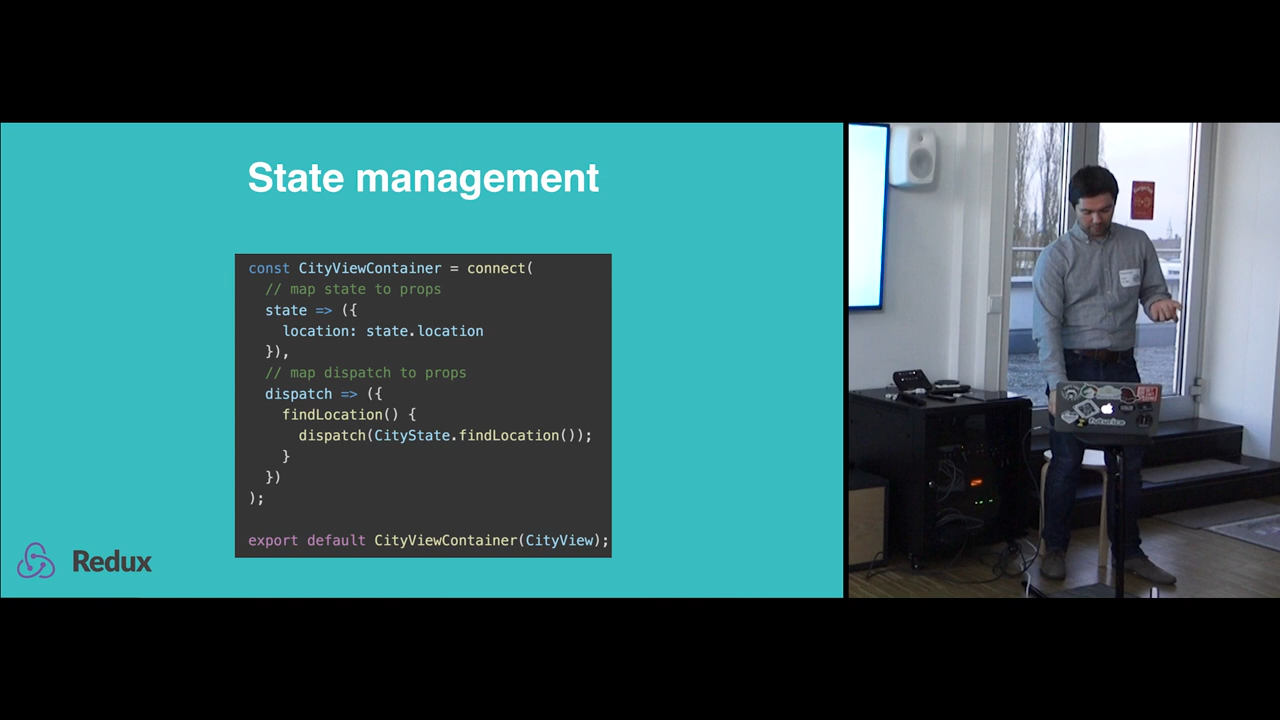 State management
const CityViewContainer = connect(
  // map state to props
  state => ({
    location: state.location
  }),
  // map dispatch to props
  dispatch => ({
    findLocation() {
      dispatch(CityState.findLocation());
    }
  })
);
export default CityViewContainer(CityView);
Redux
futurice